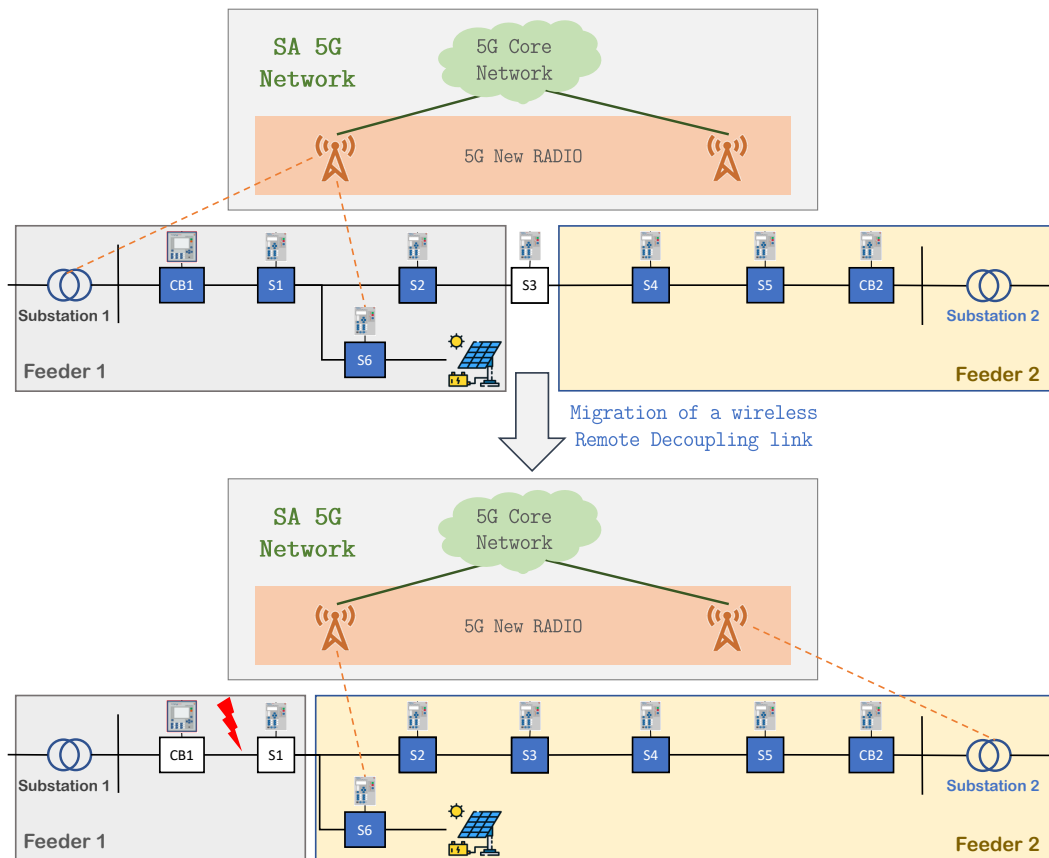 SA 5G
Network
5G Core
Network
5G New RADIO
CB1
S1
S2
S3
S4
S5
CB2
Substation 1
Substation 2
S6
Feeder 1
Feeder 2
Migration of a wireless
Remote Decoupling link
SA 5G
Network
5G Core
Network
5G New RADIO
CB1
S1
S2
S3
S4
S5
CB2
Substation 1
Substation 2
S6
Feeder 1
Feeder 2